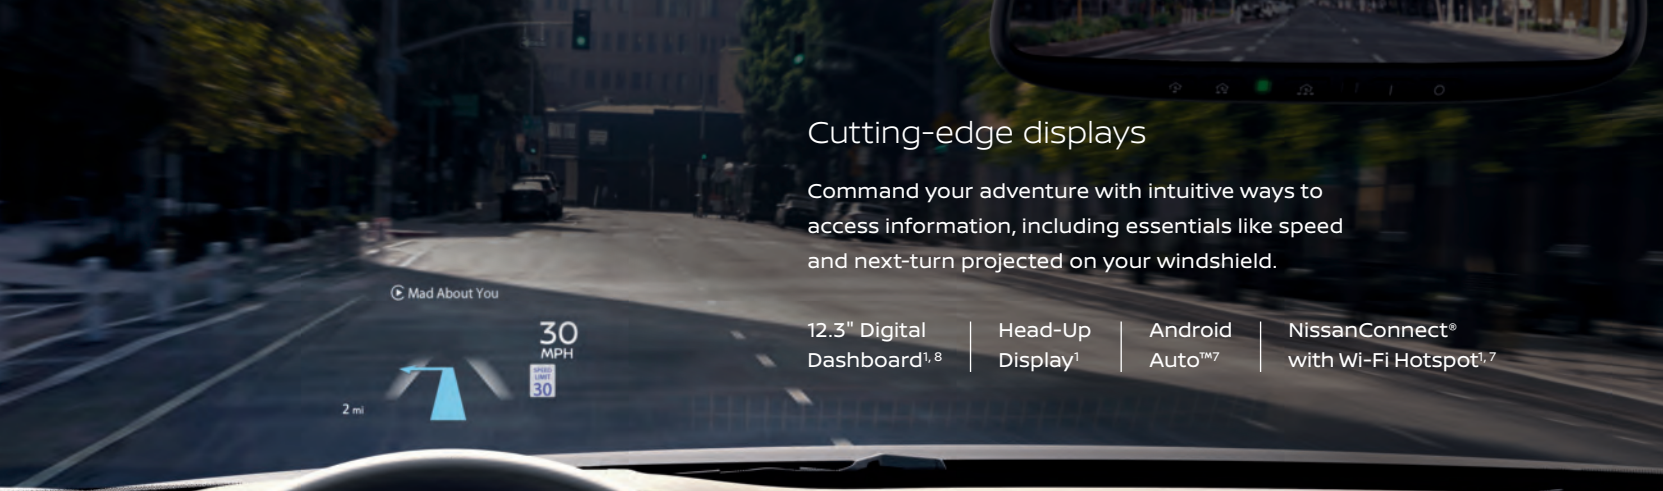 Cutting-edge displays
Command your adventure with intuitive ways to
access information, including essentials like speed
and next-turn projected on your windshield.
Mad About You
30
MPH
SPEED
LIMIT
30
2 mi
12.3" Digital
Dashboard1, 8
Head-Up
Display1
Android
Auto™7
NissanConnect®
with Wi-Fi Hotspot1, 7